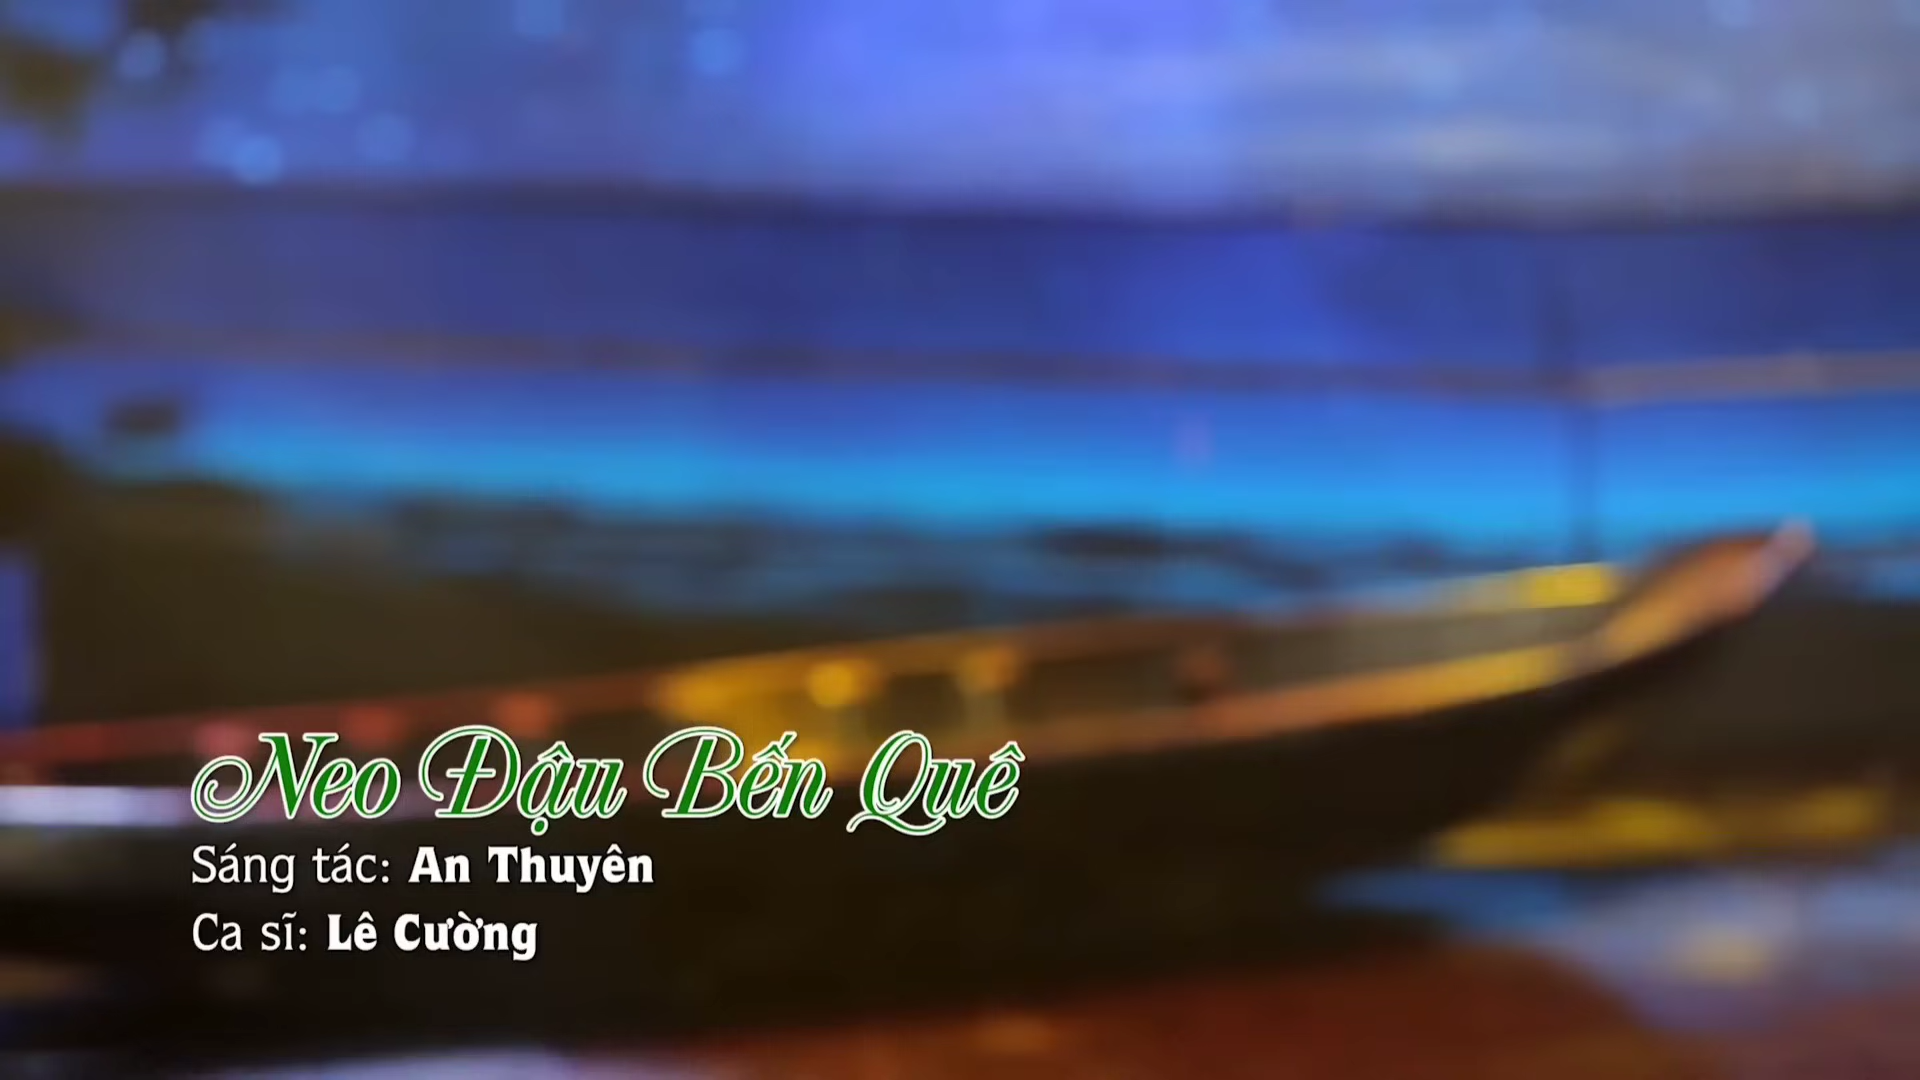 Neo Đậu Bến Quê
Sáng tác: An Thuyên
Ca sĩ: Lê Cường